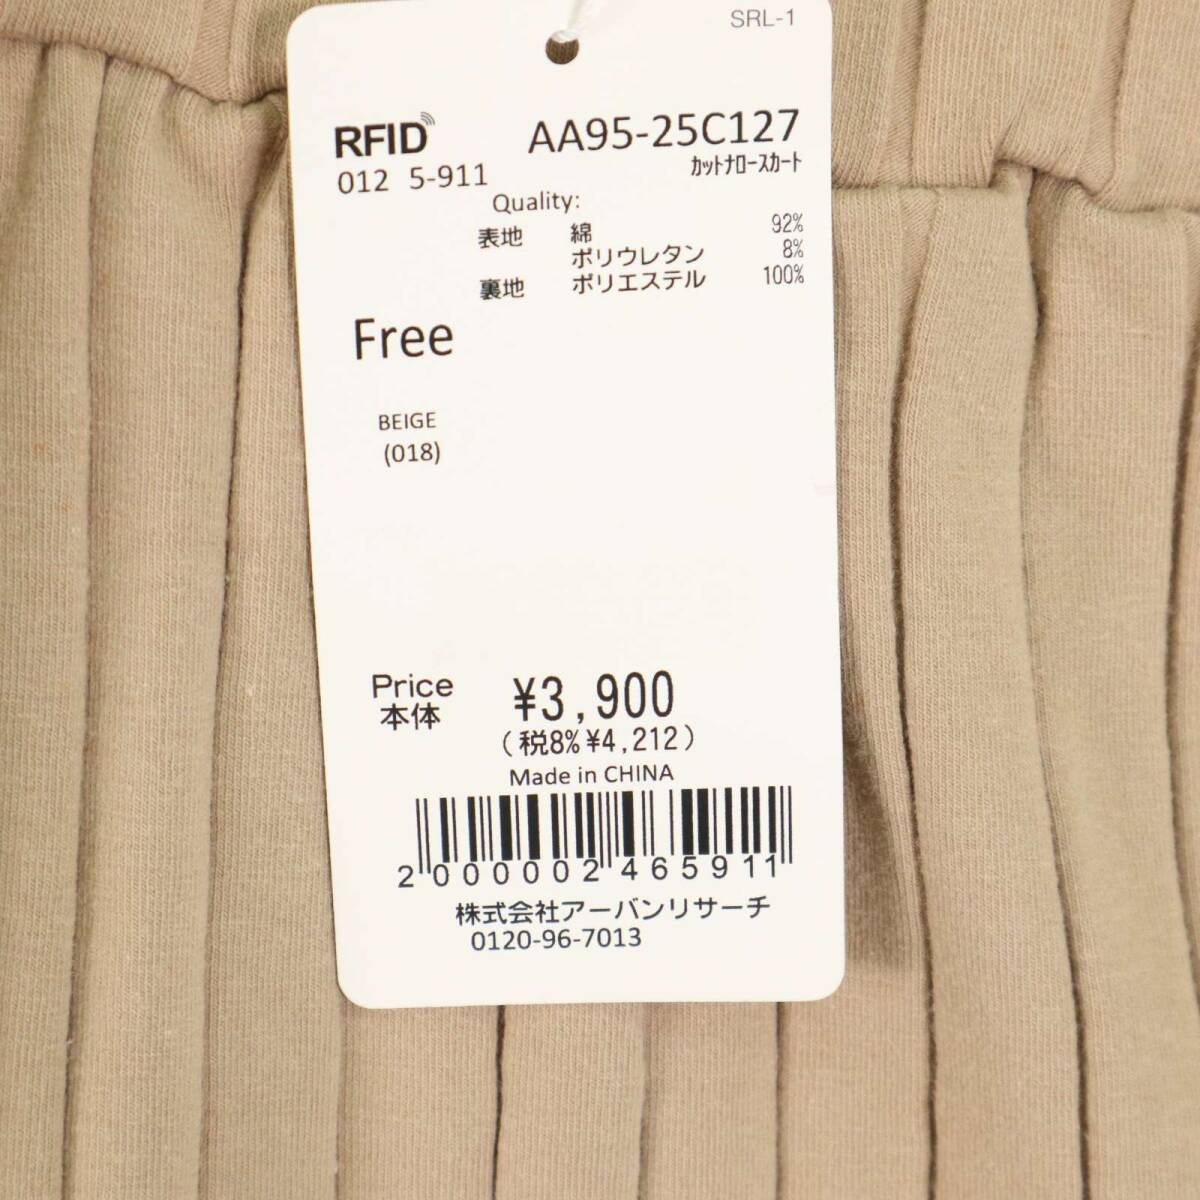 SRL-1
RFID
AA95-25C127
012 5-911
ｶｯﾄﾅﾛｰｽｶｰﾄ
Quality:
表地 綿 92%
ポリウレタン 8%
裏地 ポリエステル 100%
Free
BEIGE
(018)
Price
本体 ¥3,900
(税8% ¥4,212)
Made in CHINA
2 000002 465911
株式会社アーバンリサーチ
0120-96-7013